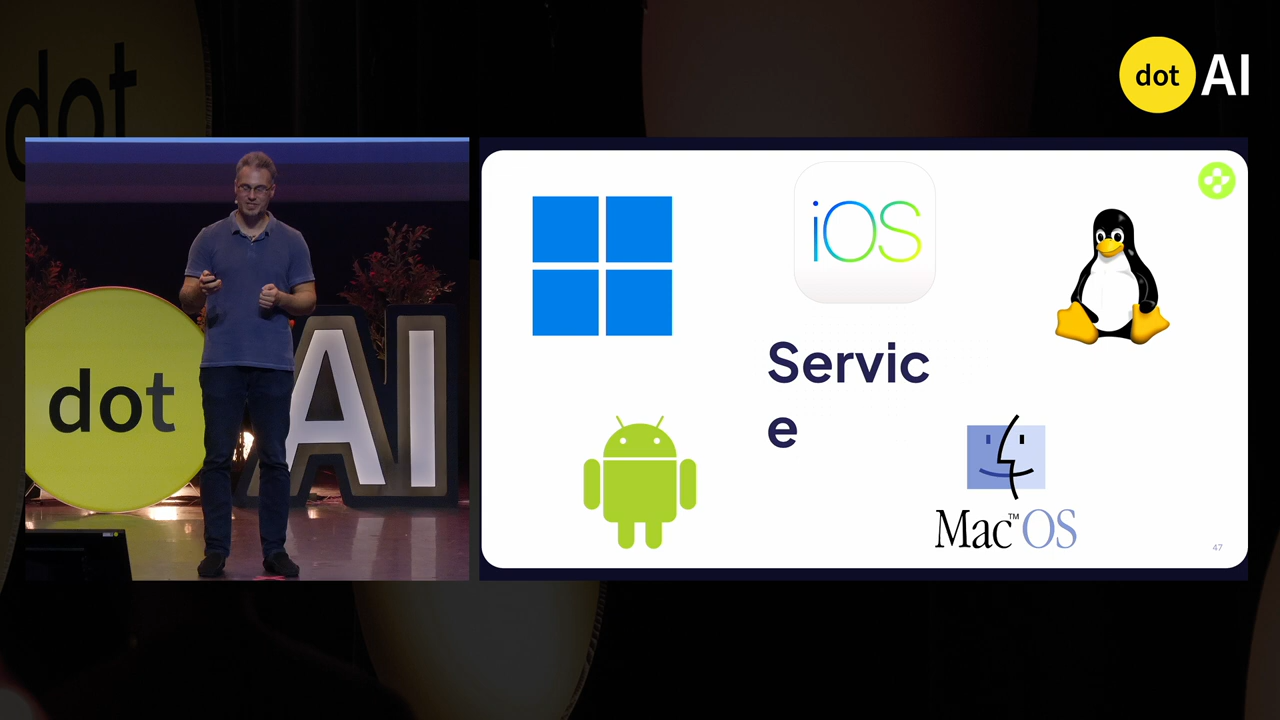 dot
dot AI
dot
AI
iOS
Servic
e
Mac™OS
47